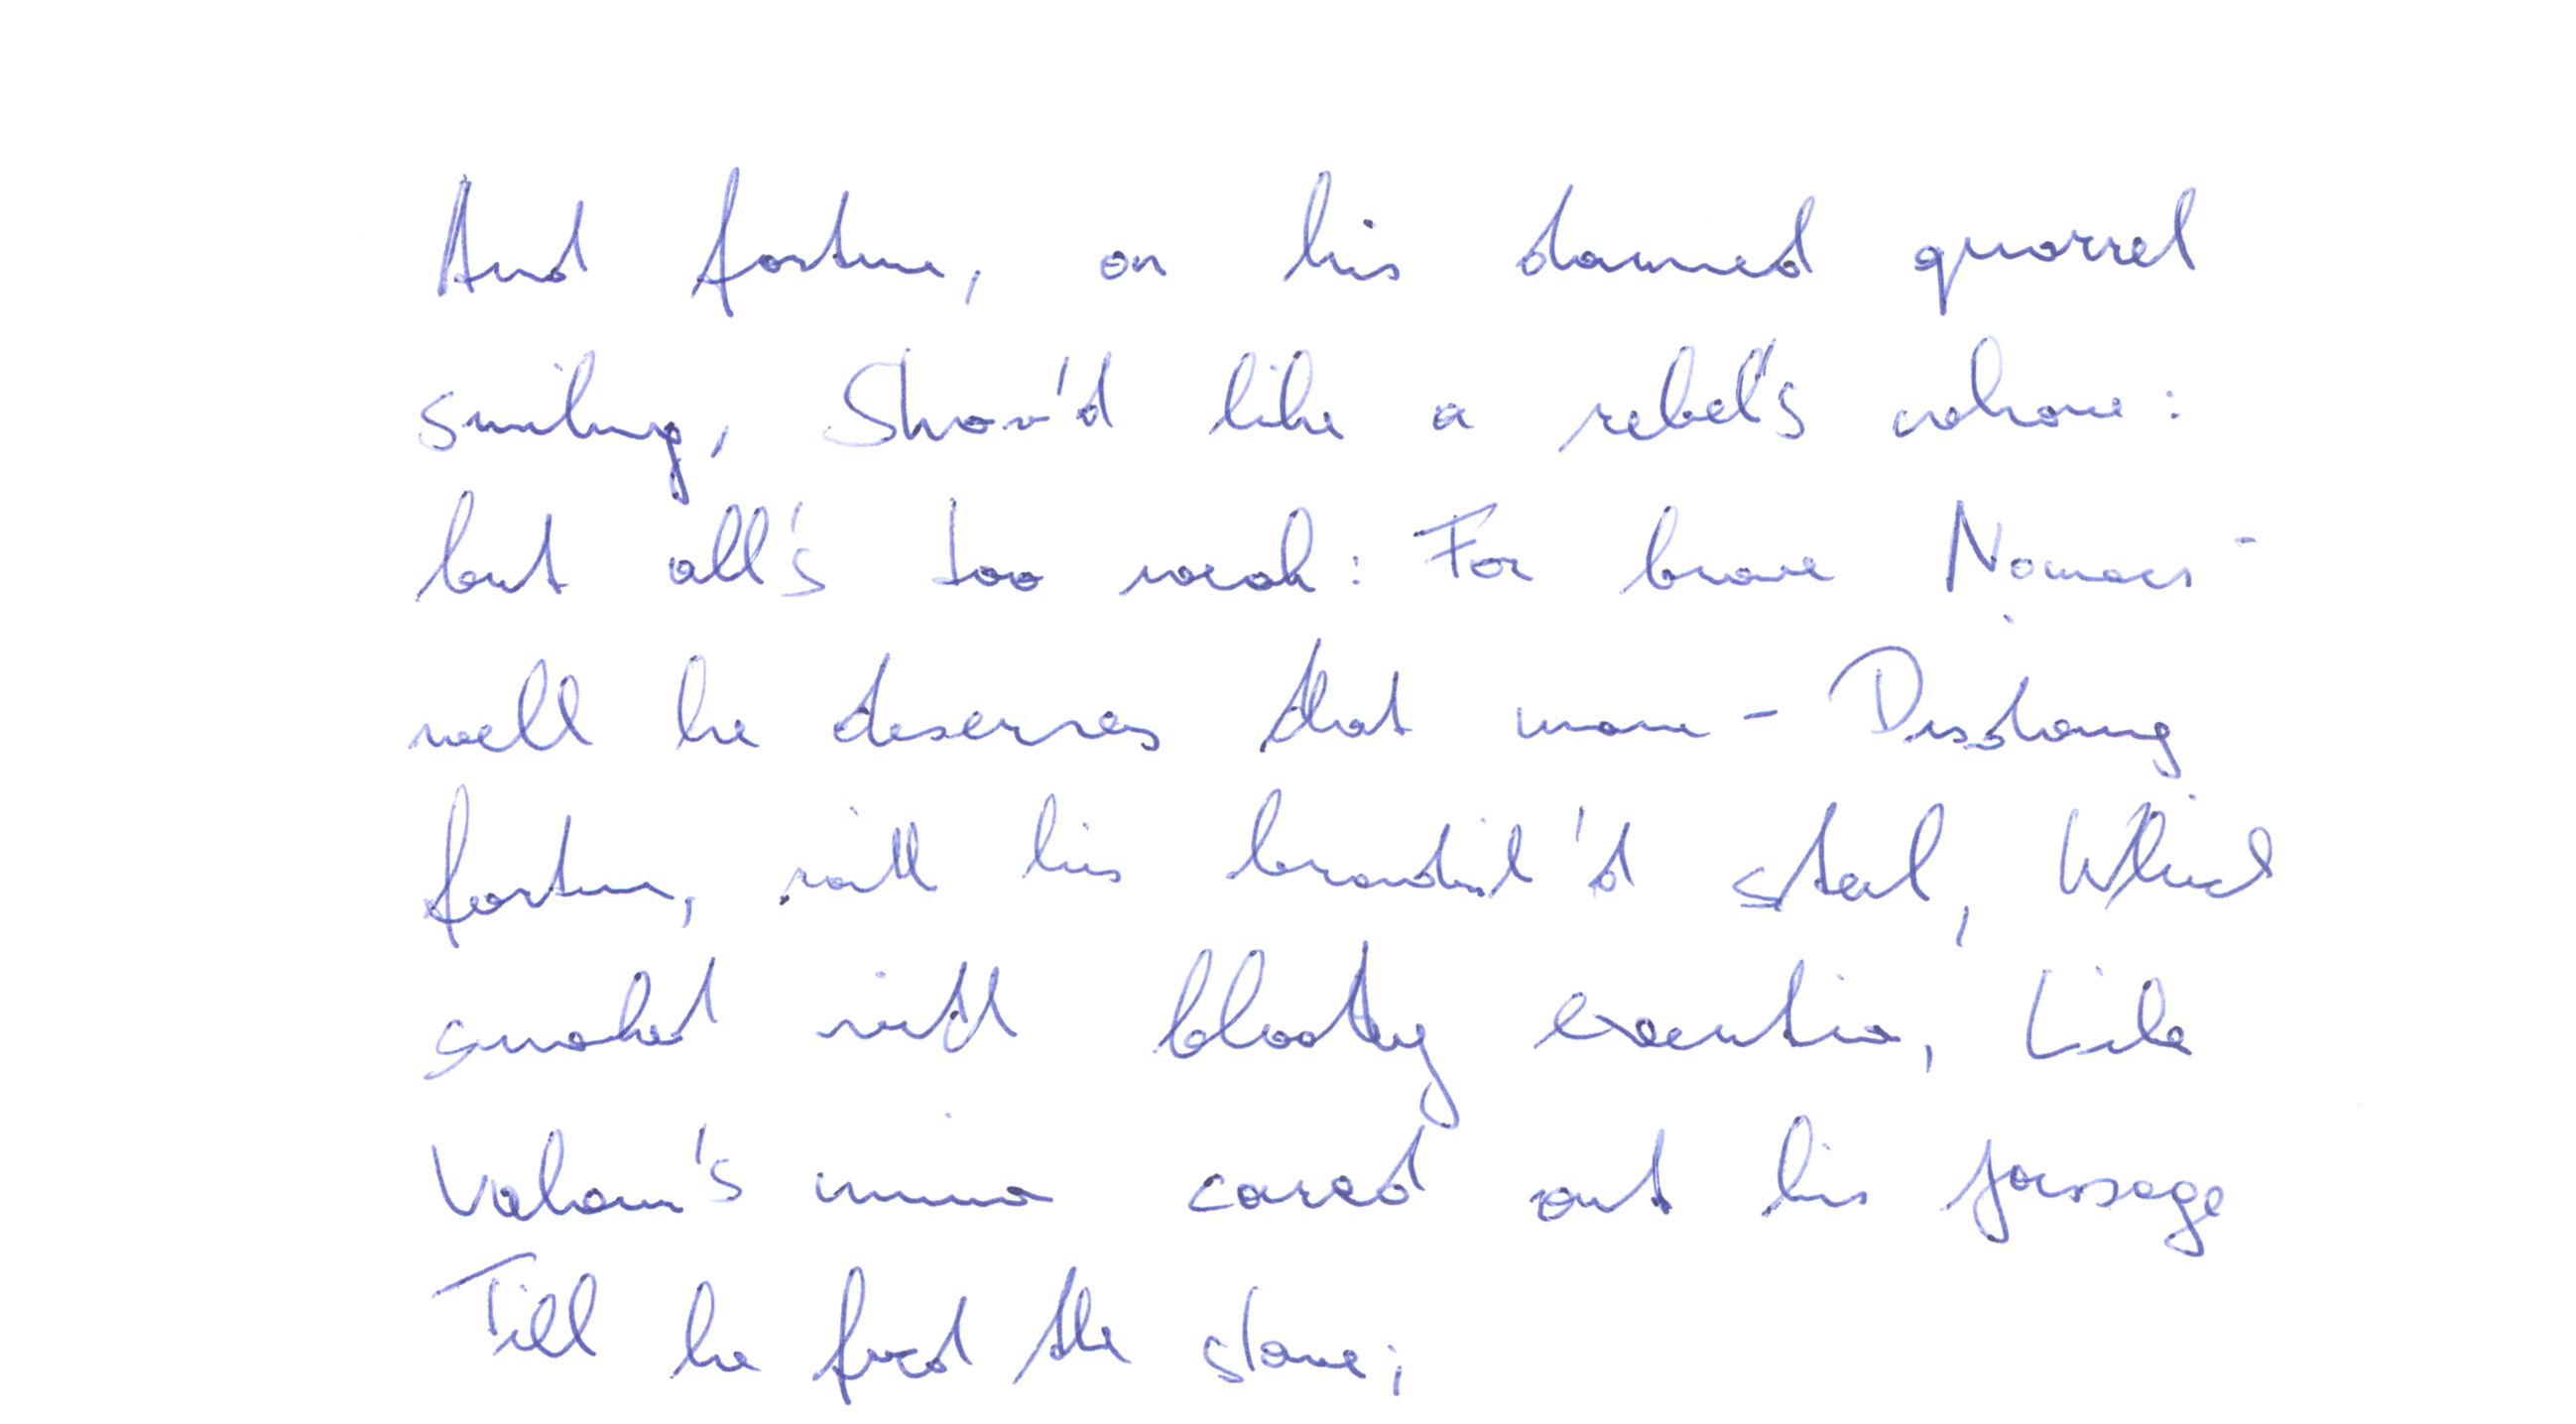 And fortune, on his damned quarrel
smiling, Show'd like a rebel's whore:
but all's too weak: For brave Nomacs -
well he deserves that name - Disdaining
fortune, with his brandish'd steel, Which
smoked with bloody execution, Like
Valour's minion carved out his passage
Till he faced the slave;